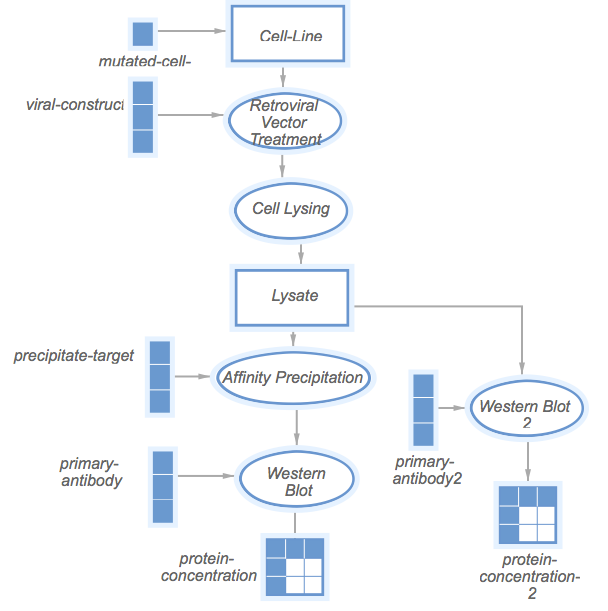 Cell-Line
mutated-cell-
viral-construct
Retroviral
Vector
Treatment
Cell Lysing
Lysate
precipitate-target
Affinity Precipitation
Western Blot
2
primary-
antibody2
primary-
antibody
Western
Blot
protein-
concentration
protein-
concentration-
2